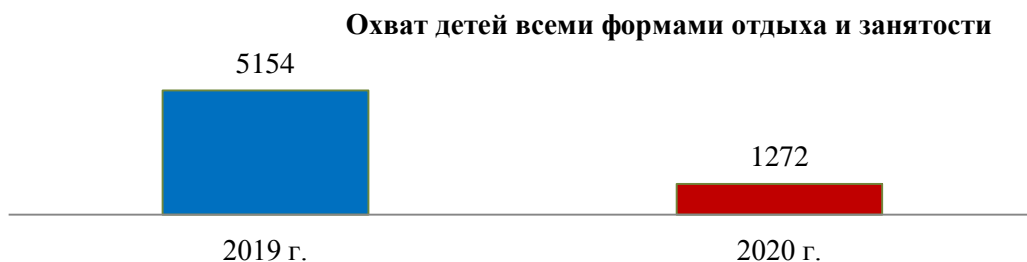 Охват детей всеми формами отдыха и занятости
5154
1272
2019 г.
2020 г.